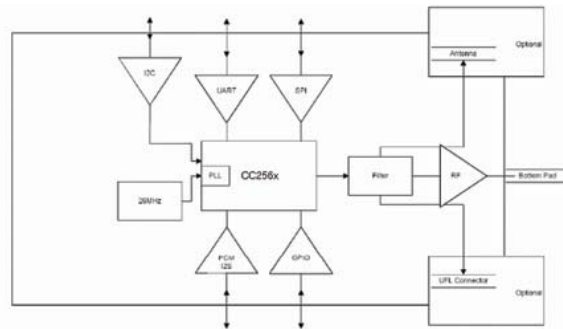 Antenna
Optional
I2C
UART
SPI
PLL
CC256x
Filter
RF
Bottom Pad
26MHz
PCM
I2S
GPIO
UFL Connector
Optional